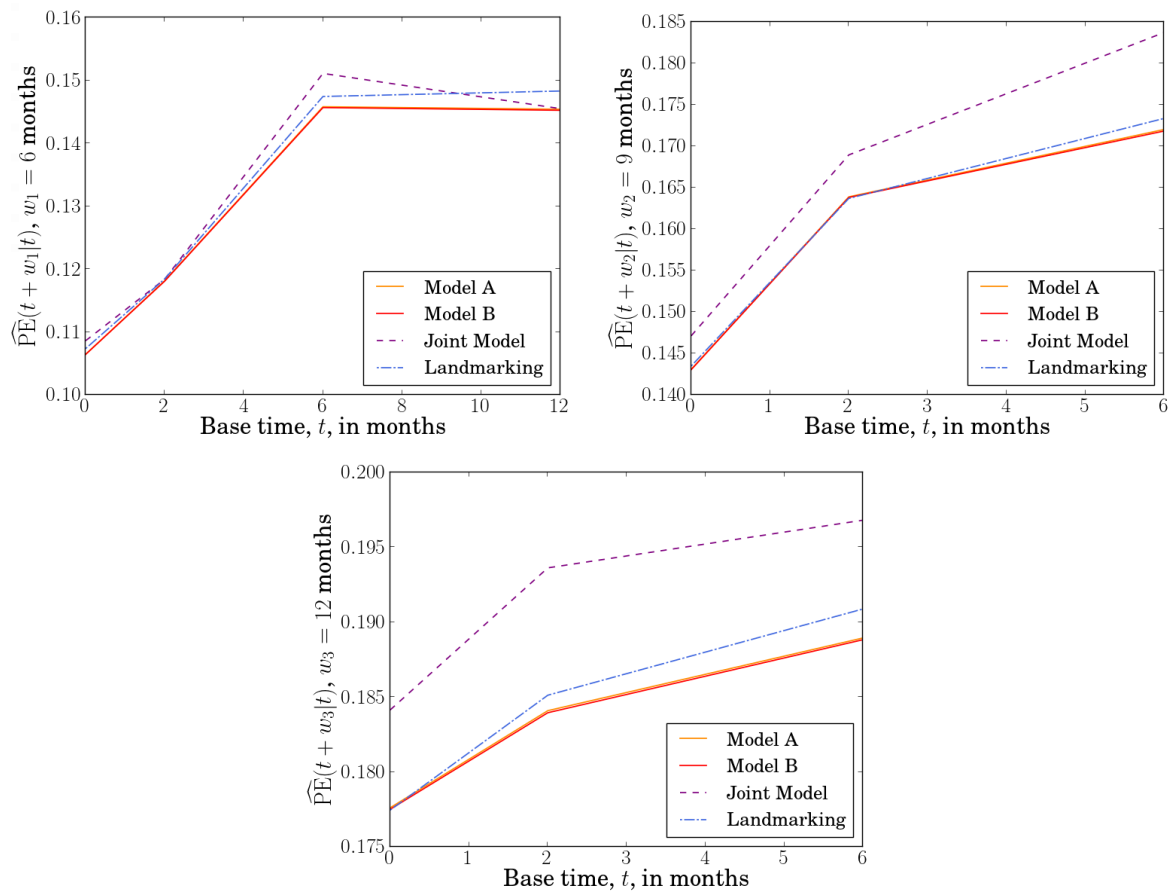 0.16
0.15
0.14
0.13
0.12
0.11
0.10
0 2 4 6 8 10 12
P̂E(t + w₁|t), w₁ = 6 months
Base time, t, in months
Model A
Model B
Joint Model
Landmarking
0.185
0.180
0.175
0.170
0.165
0.160
0.155
0.150
0.145
0.140
0 1 2 3 4 5 6
P̂E(t + w₂|t), w₂ = 9 months
Base time, t, in months
Model A
Model B
Joint Model
Landmarking
0.200
0.195
0.190
0.185
0.180
0.175
0 1 2 3 4 5 6
P̂E(t + w₃|t), w₃ = 12 months
Base time, t, in months
Model A
Model B
Joint Model
Landmarking